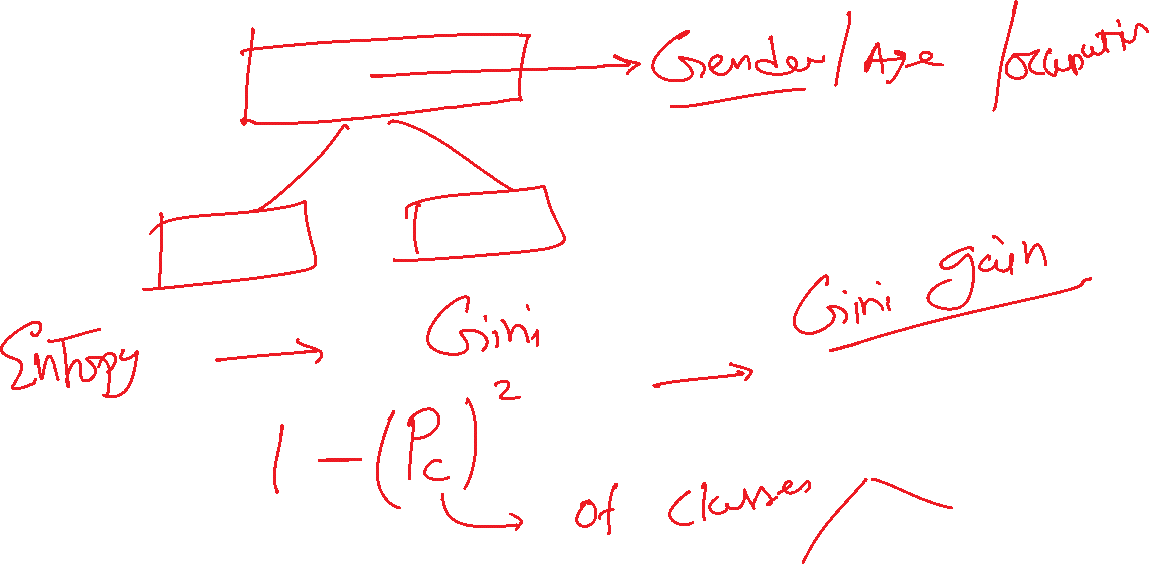 Gender / Age / occupation
Entropy → Gini → Gini gain
1 - (Pc)²
of classes